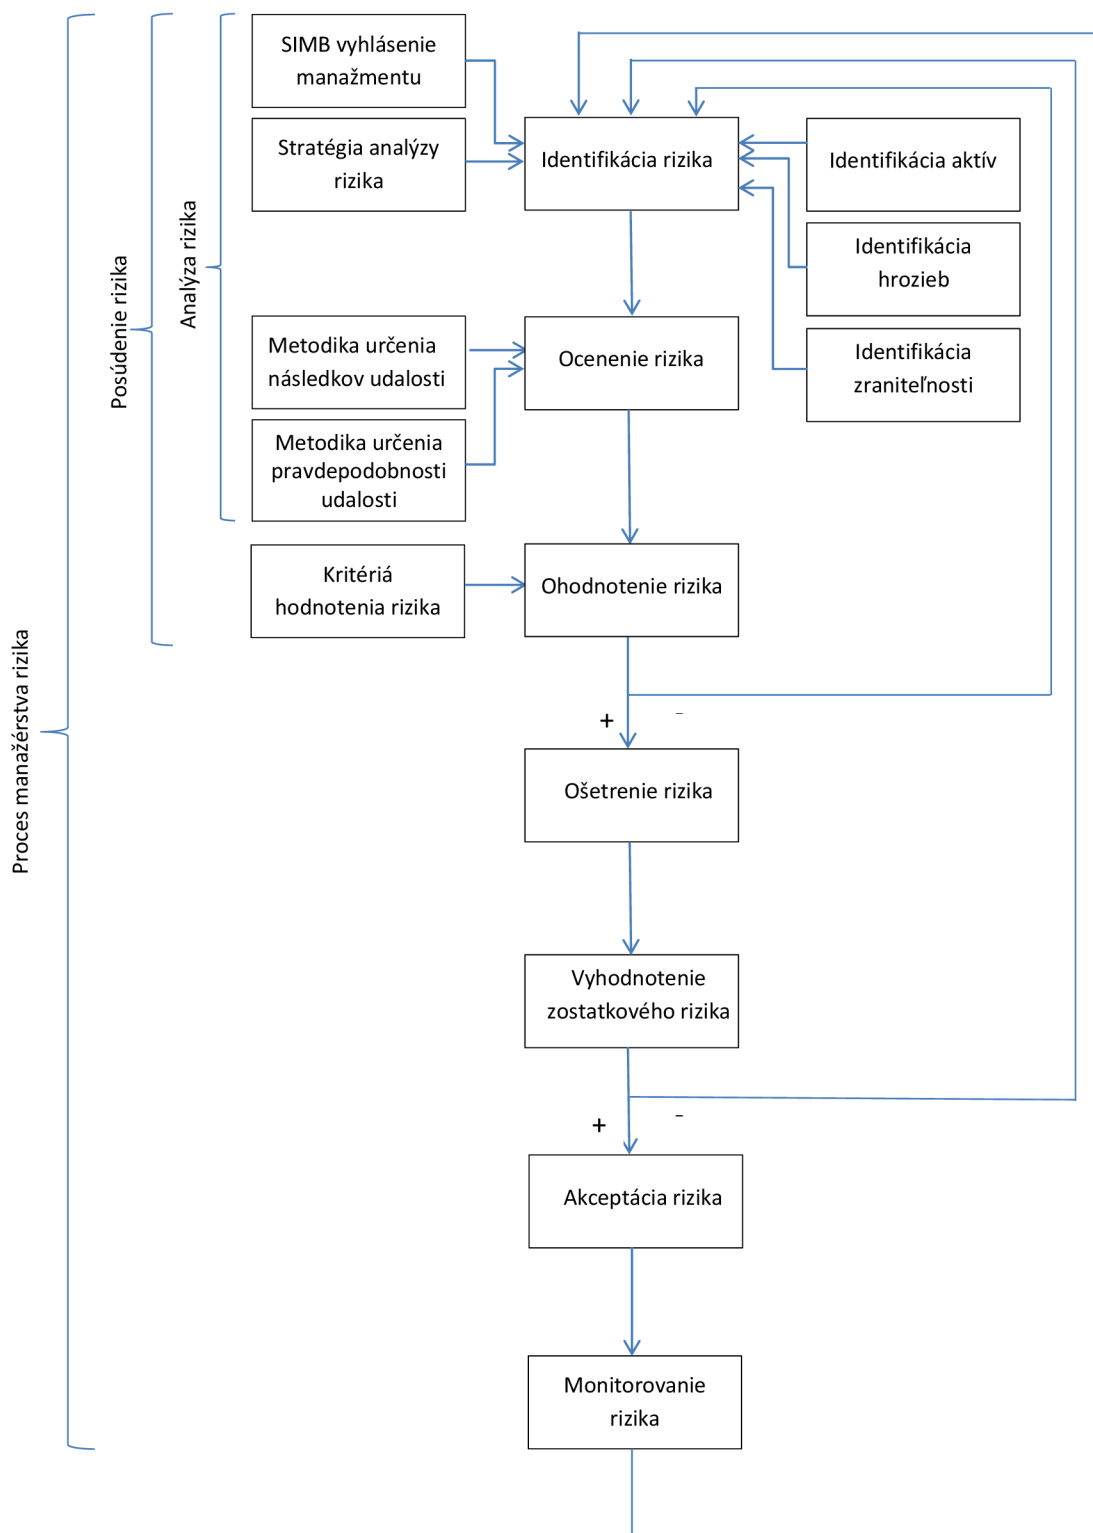 SIMB vyhlásenie
manažmentu
Stratégia analýzy
rizika
Identifikácia rizika
Identifikácia aktív
Identifikácia
hrozieb
Identifikácia
zraniteľnosti
Analýza rizika
Posúdenie rizika
Proces manažérstva rizika
Metodika určenia
následkov udalosti
Ocenenie rizika
Metodika určenia
pravdepodobnosti
udalosti
Kritériá
hodnotenia rizika
Ohodnotenie rizika
+ -
Ošetrenie rizika
Vyhodnotenie
zostatkového rizika
+ -
Akceptácia rizika
Monitorovanie
rizika